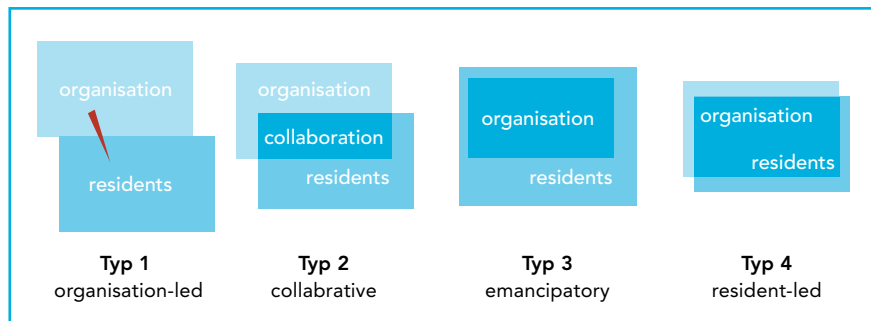 organisation
residents
Typ 1
organisation-led
organisation
collaboration
residents
Typ 2
collabrative
organisation
residents
Typ 3
emancipatory
organisation
residents
Typ 4
resident-led